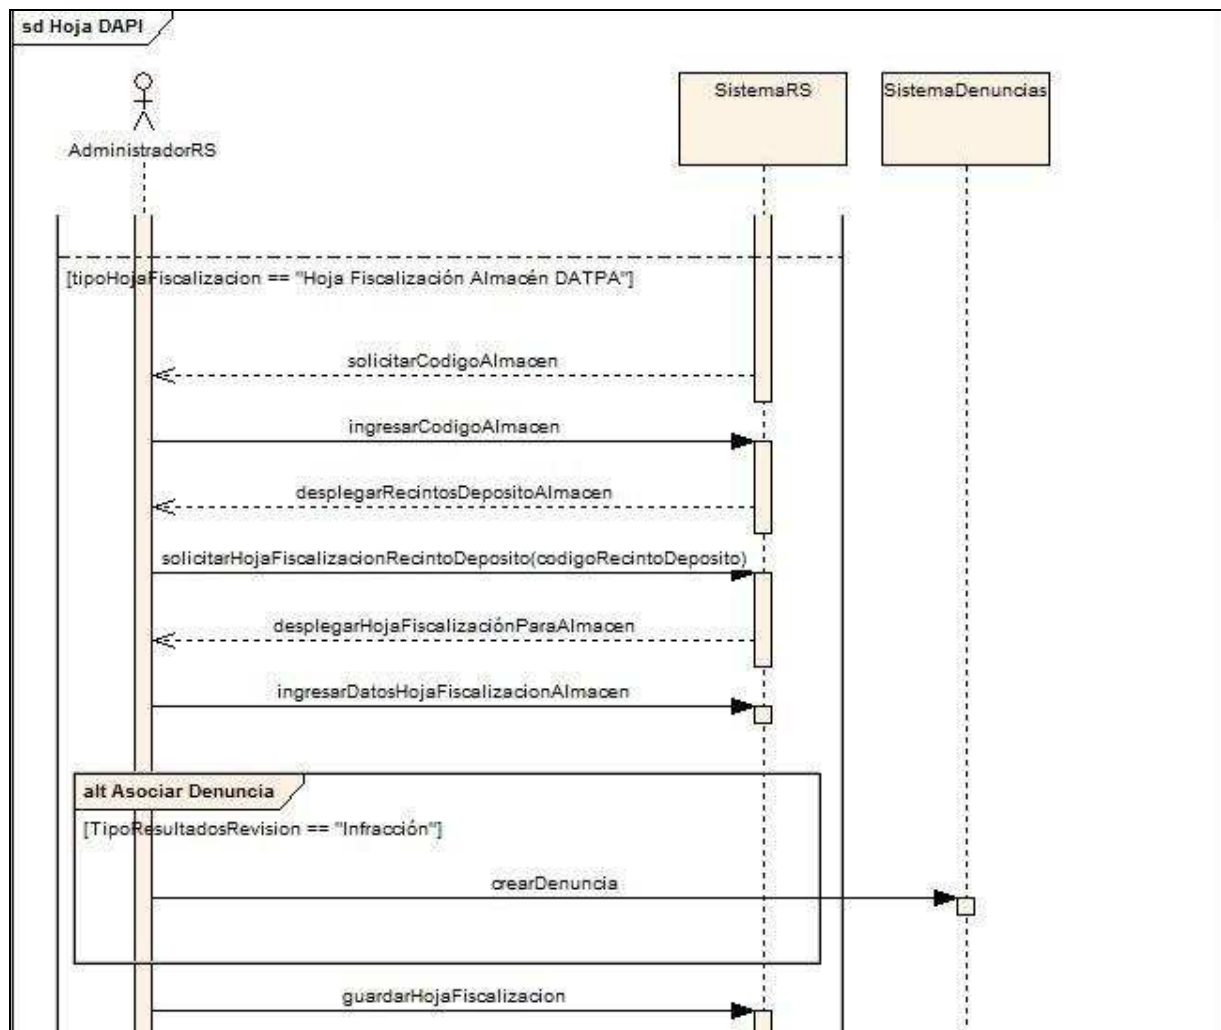 sd Hoja DAPI
AdministradorRS
SistemaRS
SistemaDenuncias
[tipoHojaFiscalizacion == "Hoja Fiscalización Almacén DATPA"]
solicitarCodigoAlmacen
ingresarCodigoAlmacen
desplegarRecintosDepositoAlmacen
solicitarHojaFiscalizacionRecintoDeposito(codigoRecintoDeposito)
desplegarHojaFiscalizaciónParaAlmacen
ingresarDatosHojaFiscalizacionAlmacen
alt Asociar Denuncia
[TipoResultadosRevision == "Infracción"]
crearDenuncia
guardarHojaFiscalizacion